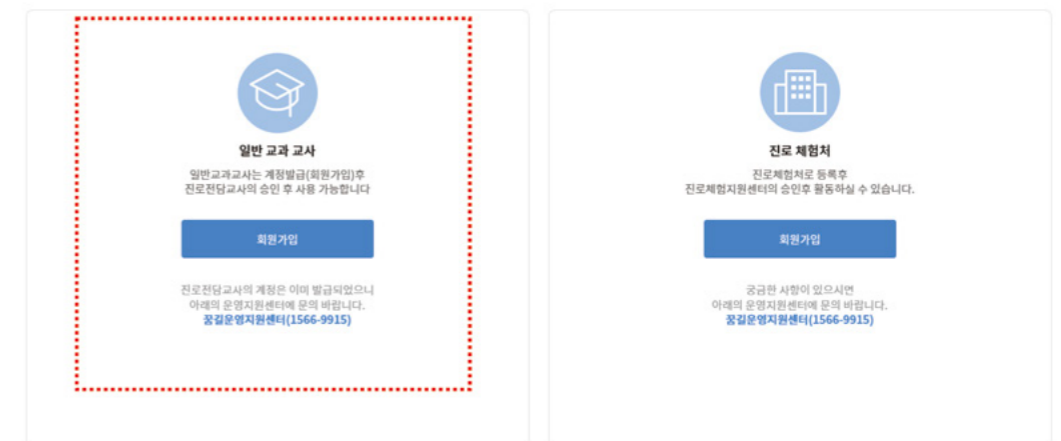 일반 교과 교사
일반교과교사는 계정발급(회원가입)후
진로전담교사의 승인 후 사용 가능합니다
회원가입
진로전담교사의 계정은 이미 발급되었으니
아래의 운영지원센터에 문의 바랍니다.
꿈길운영지원센터(1566-9915)
진로 체험처
진로체험처로 등록후
진로체험지원센터의 승인후 활동하실 수 있습니다.
회원가입
궁금한 사항이 있으시면
아래의 운영지원센터에 문의 바랍니다.
꿈길운영지원센터(1566-9915)